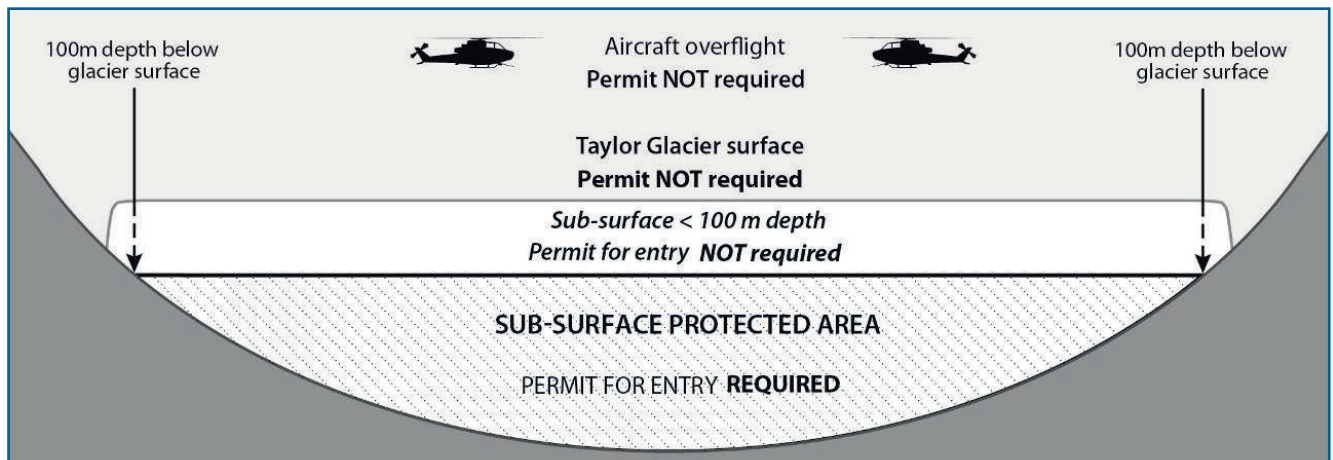 100m depth below
glacier surface
Aircraft overflight
Permit NOT required
100m depth below
glacier surface
Taylor Glacier surface
Permit NOT required
Sub-surface < 100 m depth
Permit for entry NOT required
SUB-SURFACE PROTECTED AREA
PERMIT FOR ENTRY REQUIRED